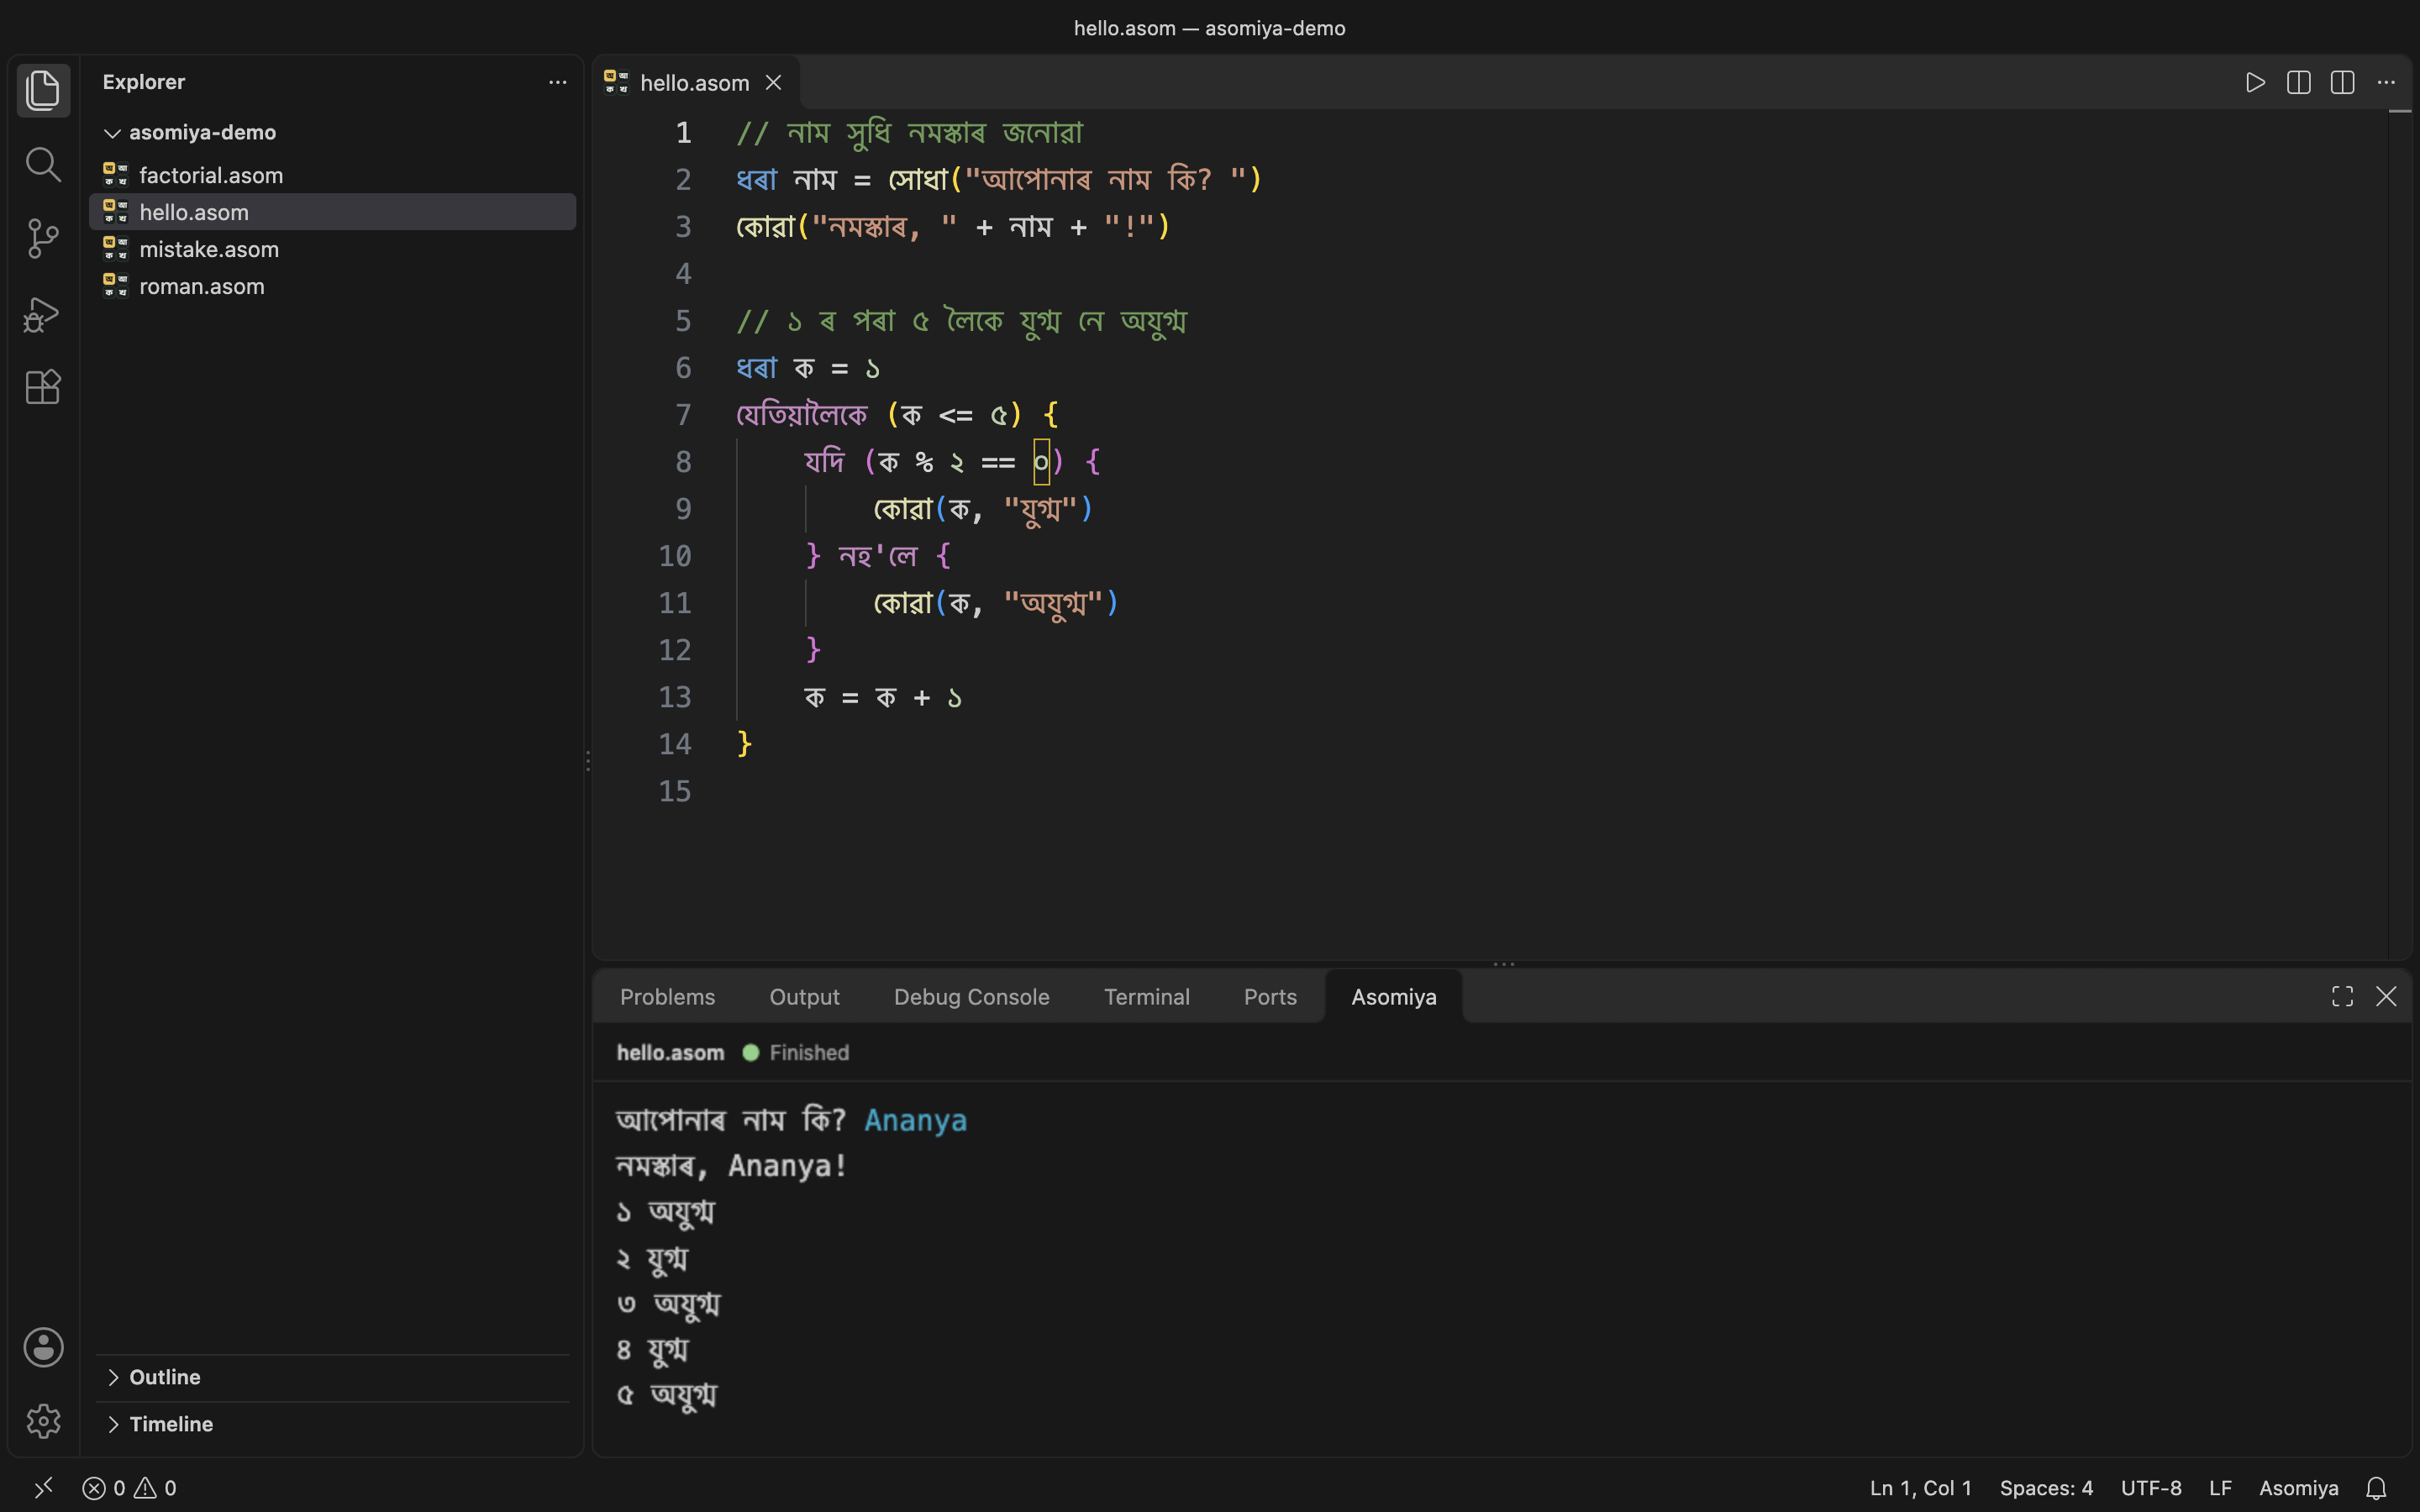 hello.asom — asomiya-demo
Explorer
asomiya-demo
factorial.asom
hello.asom
mistake.asom
roman.asom
Outline
Timeline
hello.asom
1 // নাম সুধি নমস্কাৰ জনোৱা
2 ধৰা নাম = সোধা("আপোনাৰ নাম কি? ")
3 কোৱা("নমস্কাৰ, " + নাম + "!")
4
5 // ১ ৰ পৰা ৫ লৈকে যুগ্ম নে অযুগ্ম
6 ধৰা ক = ১
7 যেতিয়ালৈকে (ক <= ৫) {
8     যদি (ক % ২ == ০) {
9         কোৱা(ক, "যুগ্ম")
10     } নহ'লে {
11         কোৱা(ক, "অযুগ্ম")
12     }
13     ক = ক + ১
14 }
15
Problems Output Debug Console Terminal Ports Asomiya
hello.asom Finished
আপোনাৰ নাম কি? Ananya
নমস্কাৰ, Ananya!
১ অযুগ্ম
২ যুগ্ম
৩ অযুগ্ম
৪ যুগ্ম
৫ অযুগ্ম
0 0 Ln 1, Col 1 Spaces: 4 UTF-8 LF Asomiya